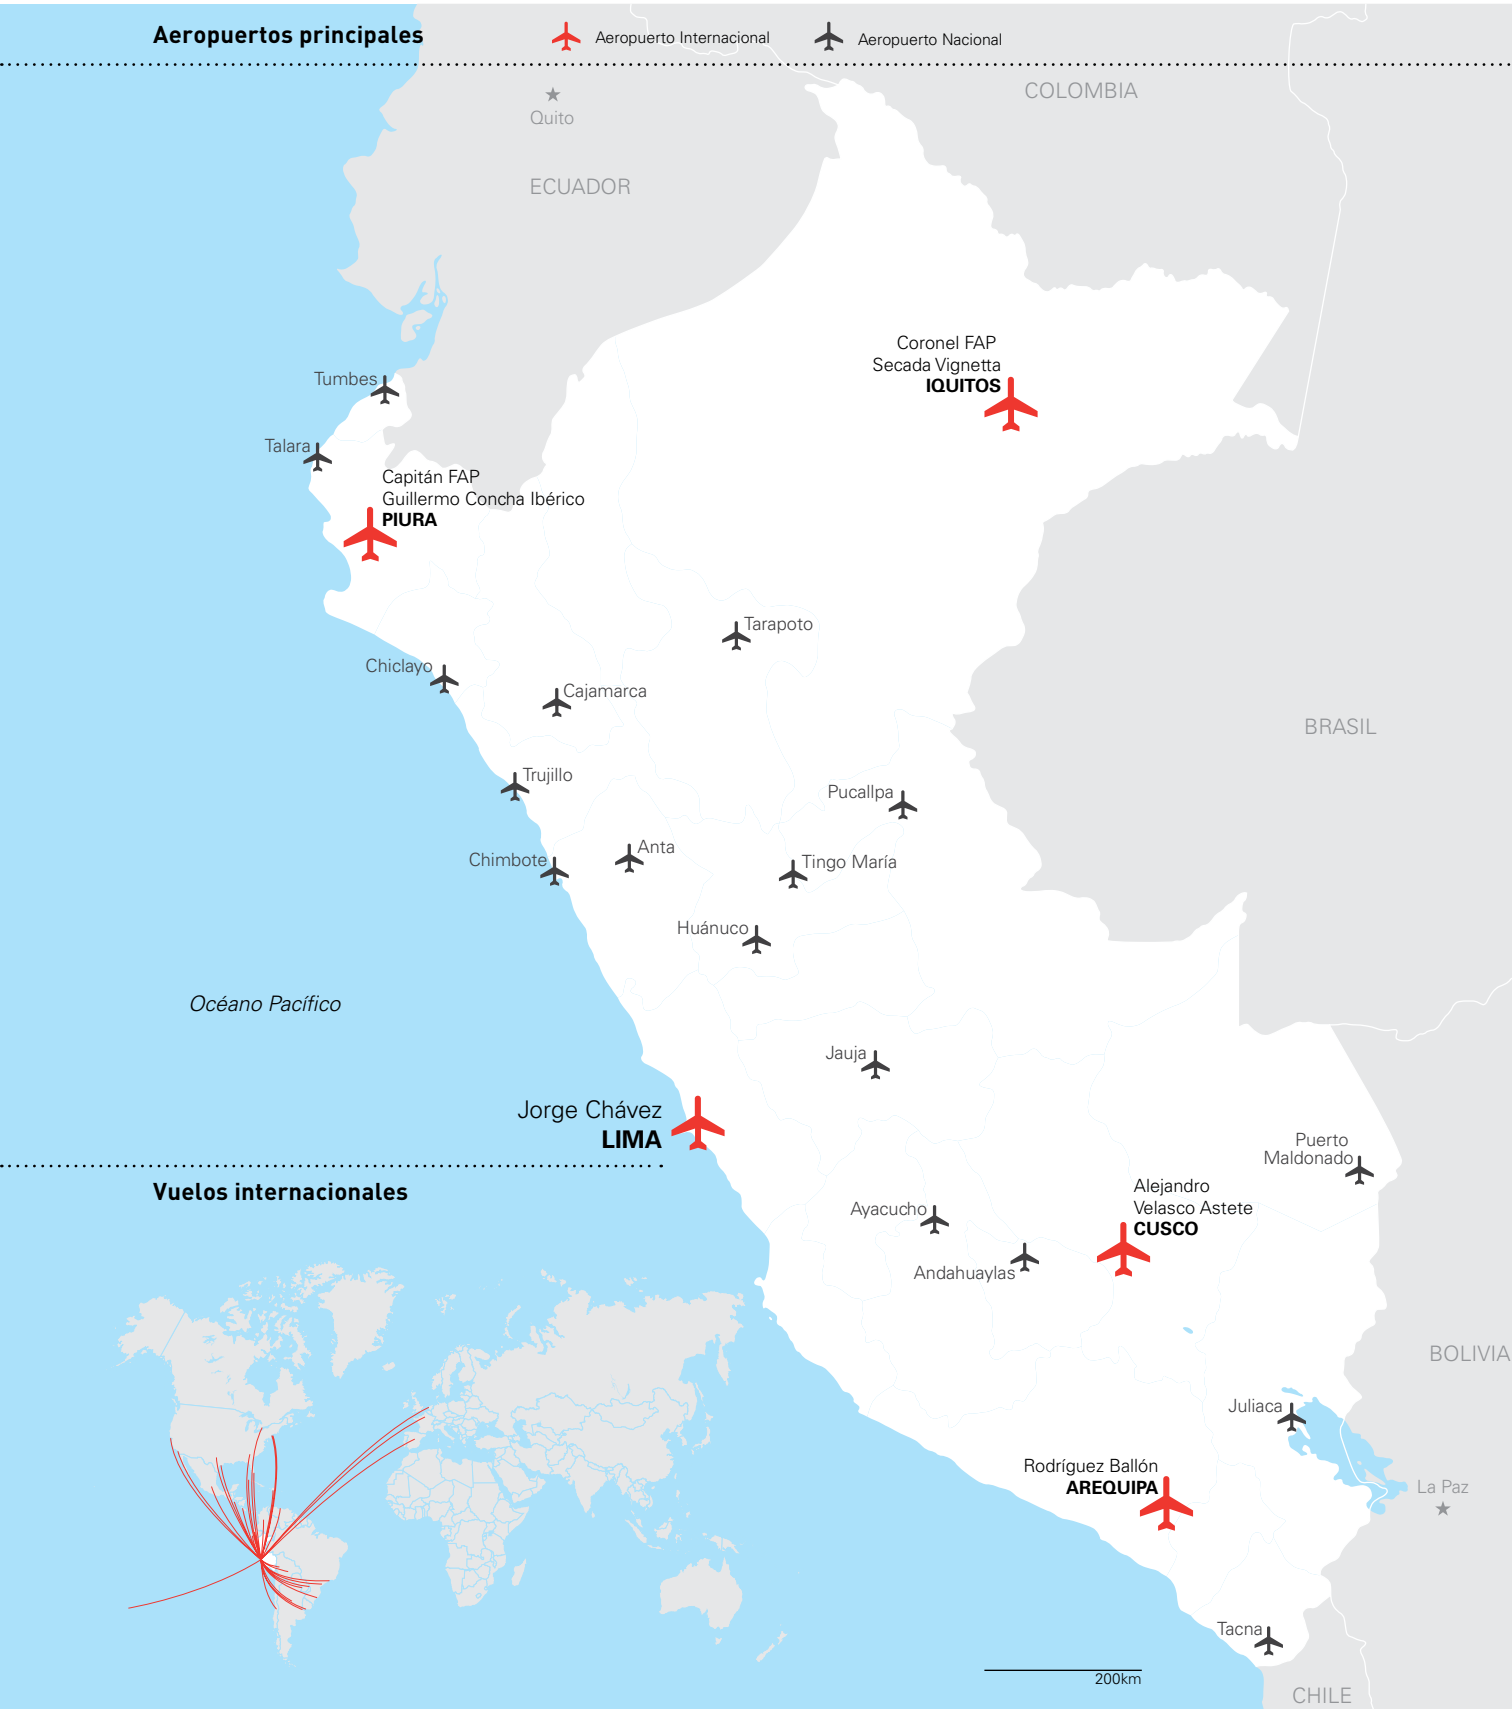 Aeropuertos principales
Aeropuerto Internacional
Aeropuerto Nacional
COLOMBIA
Quito
ECUADOR
Coronel FAP
Secada Vignetta
IQUITOS
Tumbes
Talara
Capitán FAP
Guillermo Concha Ibérico
PIURA
Tarapoto
Chiclayo
Cajamarca
BRASIL
Trujillo
Pucallpa
Anta
Chimbote
Tingo María
Huánuco
Océano Pacífico
Jauja
Jorge Chávez
LIMA
Puerto
Maldonado
Vuelos internacionales
Alejandro
Velasco Astete
CUSCO
Ayacucho
Andahuaylas
BOLIVIA
Juliaca
Rodríguez Ballón
AREQUIPA
La Paz
Tacna
200km
CHILE